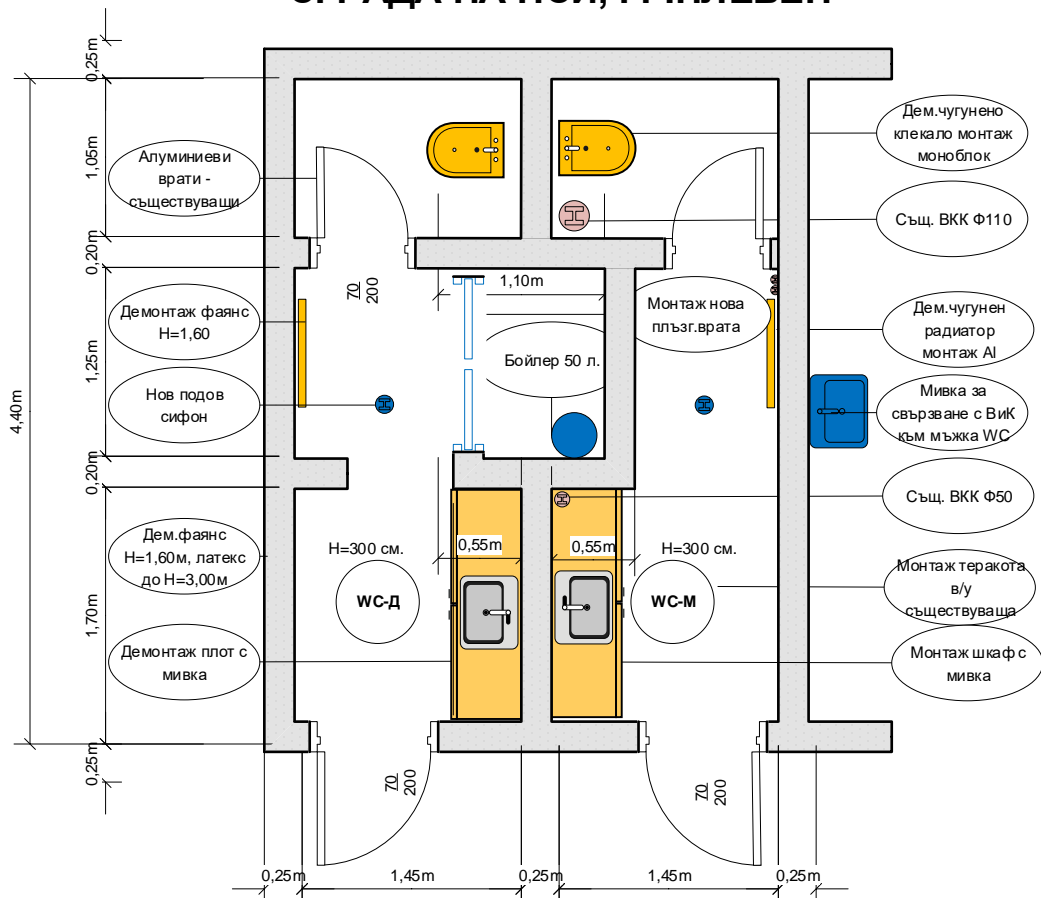 0,25m
1,05m
0,20m
1,25m
4,40m
0,20m
1,70m
0,25m
Алуминиеви
врати -
съществуващи
Демонтаж фаянс
H=1,60
Нов подов
сифон
Дем.фаянс
H=1,60м, латекс
до H=3,00м
Демонтаж плот с
мивка
70
200
1,10m
Бойлер 50 л.
Монтаж нова
плъзг.врата
H=300 см.
0,55m
0,55m
H=300 см.
WC-Д
WC-М
70
200
70
200
Дем.чугунено
клекало монтаж
моноблок
Същ. ВКК Ф110
Дем.чугунен
радиатор
монтаж Al
Мивка за
свързване с ВиК
към мъжка WC
Същ. ВКК Ф50
Монтаж теракота
в/у
съществуваща
Монтаж шкаф с
мивка
0,25m
1,45m
0,25m
1,45m
0,25m